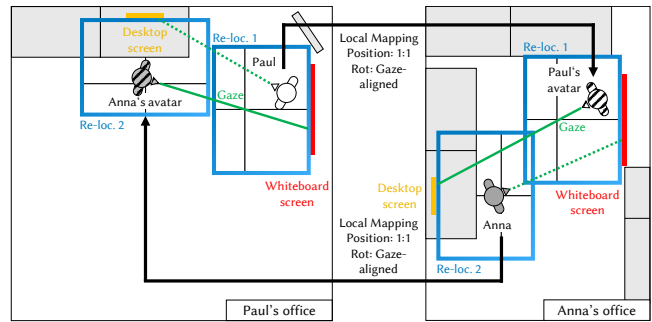 Desktop
screen
Re-loc. 1
Paul
Anna's avatar
Gaze
Re-loc. 2
Whiteboard
screen
Paul's office
Local Mapping
Position: 1:1
Rot: Gaze-
aligned
Local Mapping
Position: 1:1
Rot: Gaze-
aligned
Re-loc. 1
Paul's
avatar
Gaze
Desktop
screen
Whiteboard
screen
Anna
Re-loc. 2
Anna's office